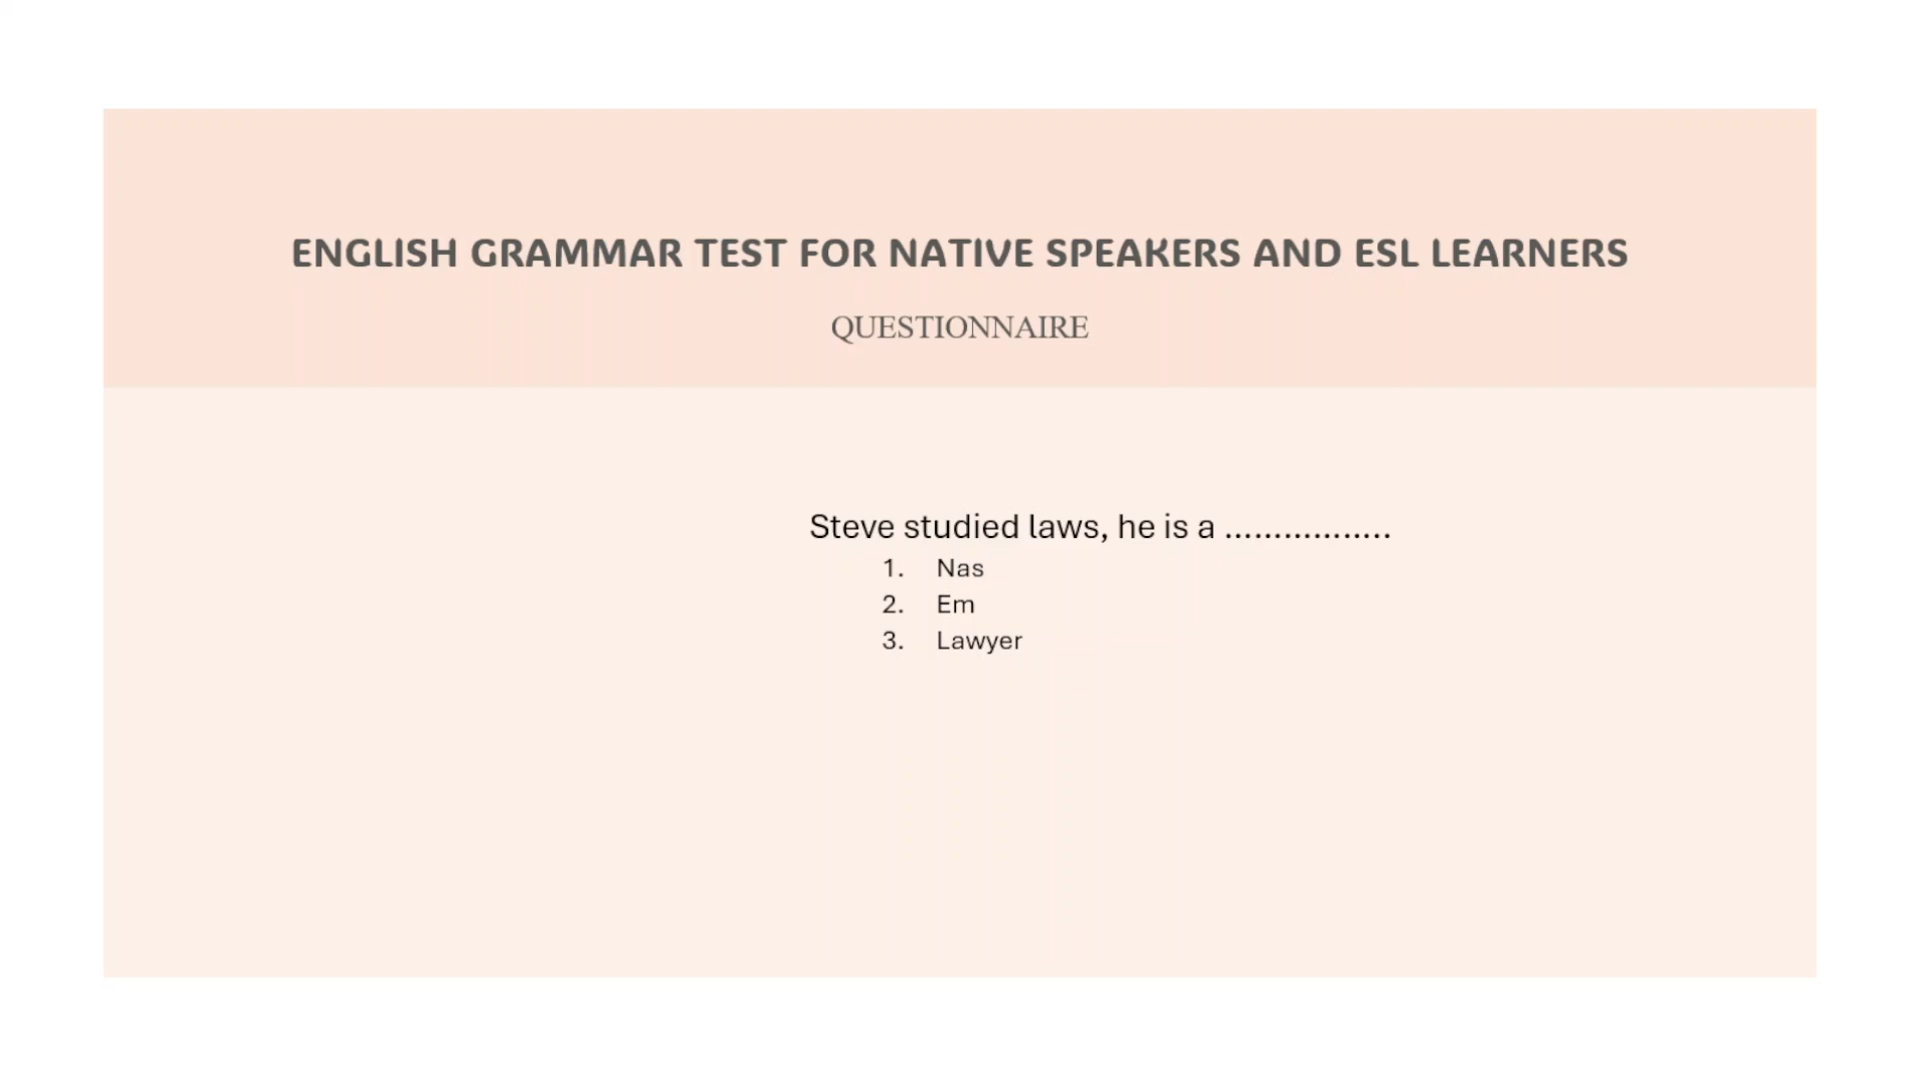 ENGLISH GRAMMAR TEST FOR NATIVE SPEAKERS AND ESL LEARNERS
QUESTIONNAIRE
Steve studied laws, he is a .................
1. Nas
2. Em
3. Lawyer